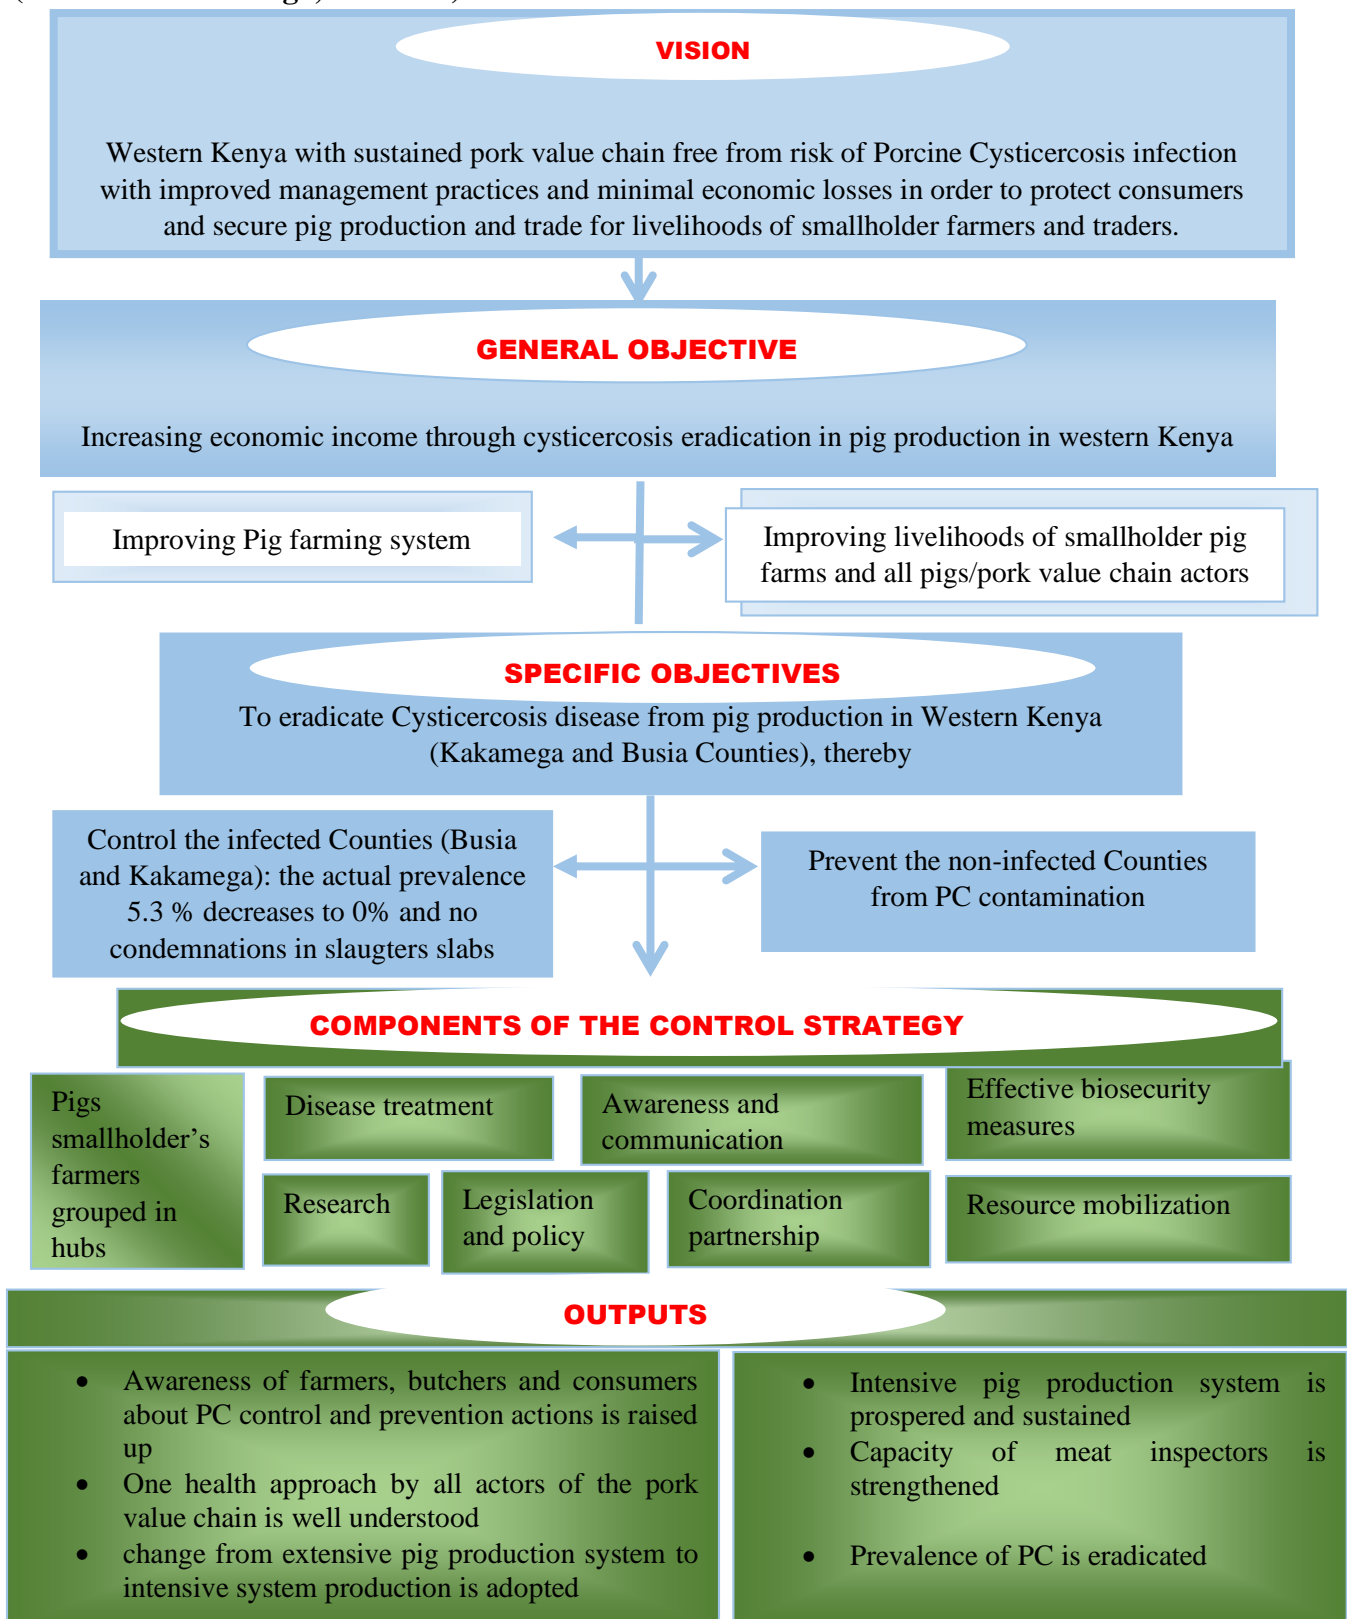 VISION
Western Kenya with sustained pork value chain free from risk of Porcine Cysticercosis infection
with improved management practices and minimal economic losses in order to protect consumers
and secure pig production and trade for livelihoods of smallholder farmers and traders.
GENERAL OBJECTIVE
Increasing economic income through cysticercosis eradication in pig production in western Kenya
Improving Pig farming system
Improving livelihoods of smallholder pig
farms and all pigs/pork value chain actors
SPECIFIC OBJECTIVES
To eradicate Cysticercosis disease from pig production in Western Kenya
(Kakamega and Busia Counties), thereby
Control the infected Counties (Busia
and Kakamega): the actual prevalence
5.3 % decreases to 0% and no
condemnations in slaugters slabs
Prevent the non-infected Counties
from PC contamination
COMPONENTS OF THE CONTROL STRATEGY
Pigs
smallholder’s
farmers
grouped in
hubs
Disease treatment
Awareness and
communication
Effective biosecurity
measures
Research
Legislation
and policy
Coordination
partnership
Resource mobilization
OUTPUTS
• Awareness of farmers, butchers and consumers
about PC control and prevention actions is raised
up
• One health approach by all actors of the pork
value chain is well understood
• change from extensive pig production system to
intensive system production is adopted
• Intensive pig production system is
prospered and sustained
• Capacity of meat inspectors is
strengthened
• Prevalence of PC is eradicated